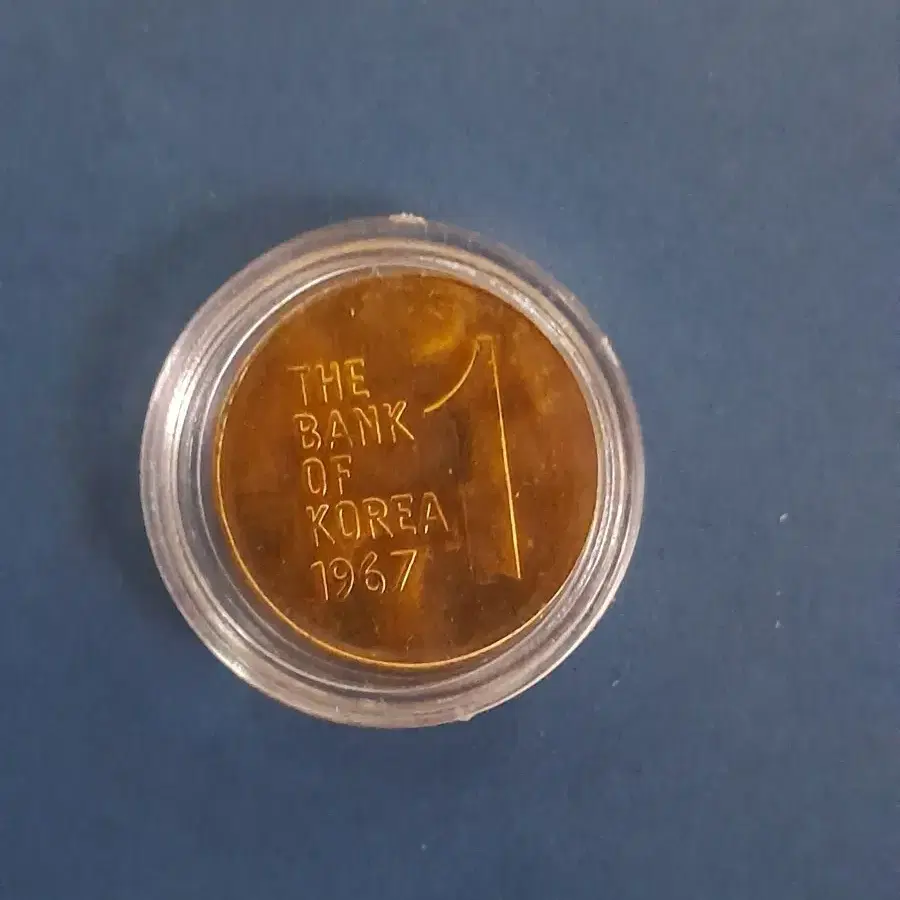 THE
BANK
OF
KOREA
1967
1